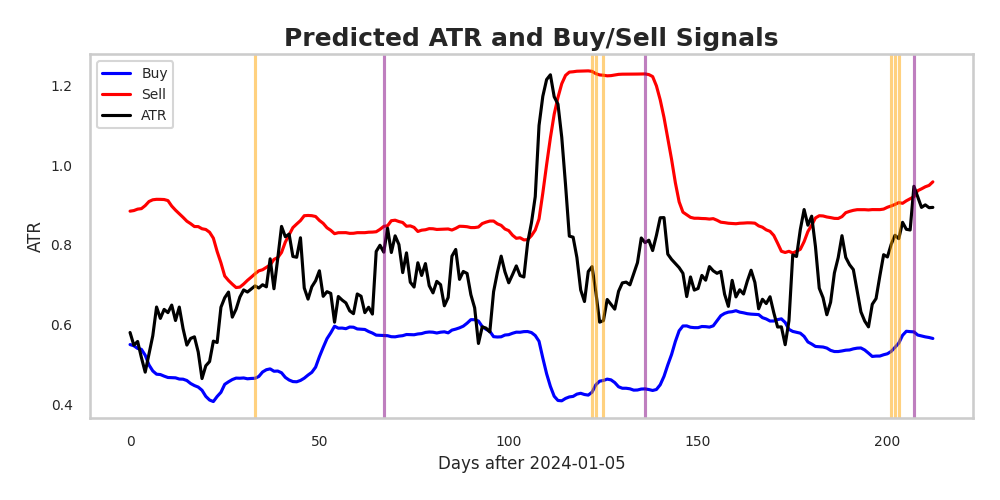 Predicted ATR and Buy/Sell Signals
Buy
Sell
ATR
ATR
1.2
1.0
0.8
0.6
0.4
0 50 100 150 200
Days after 2024-01-05